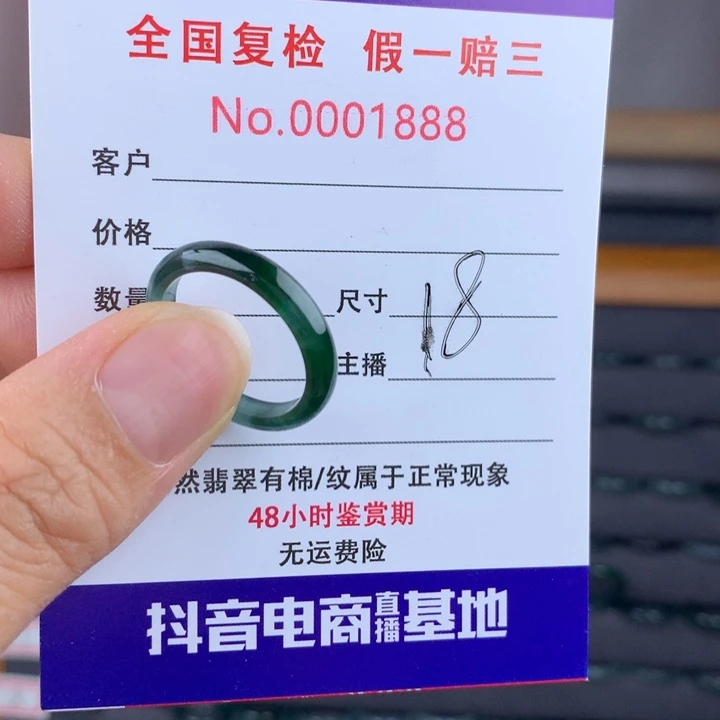 全国复检 假一赔三
No.0001888
客户
价格
数量 尺寸 18
主播
然翡翠有棉/纹属于正常现象
48小时鉴赏期
无运费险
抖音电商直播基地